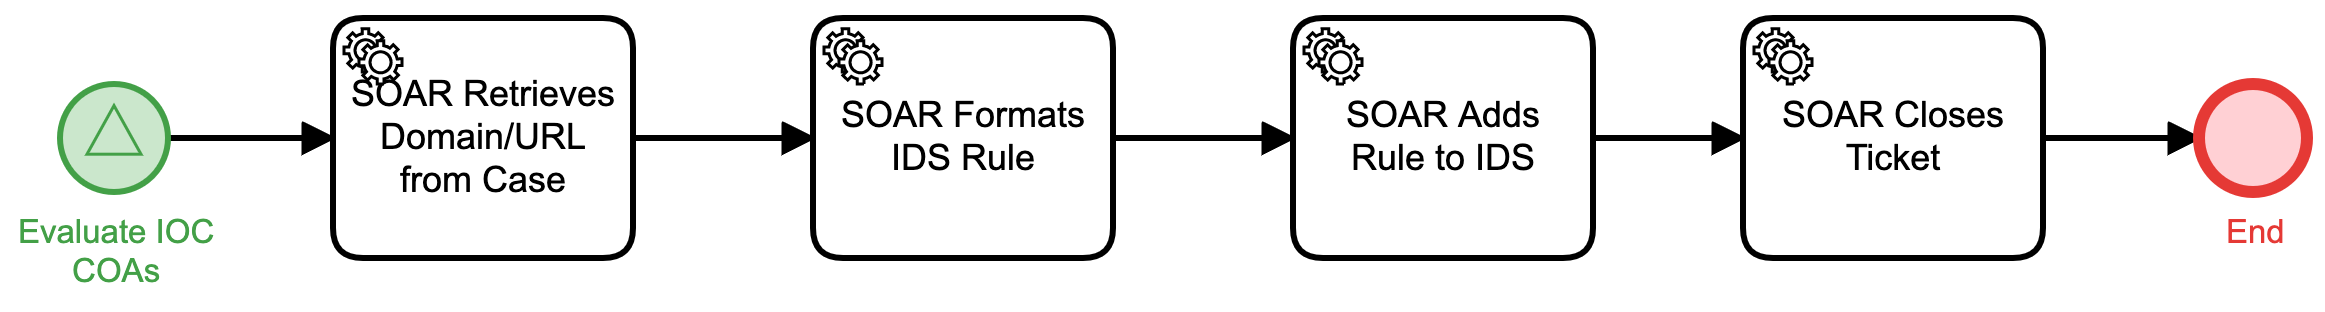 Evaluate IOC
COAs
SOAR Retrieves
Domain/URL
from Case
SOAR Formats
IDS Rule
SOAR Adds
Rule to IDS
SOAR Closes
Ticket
End